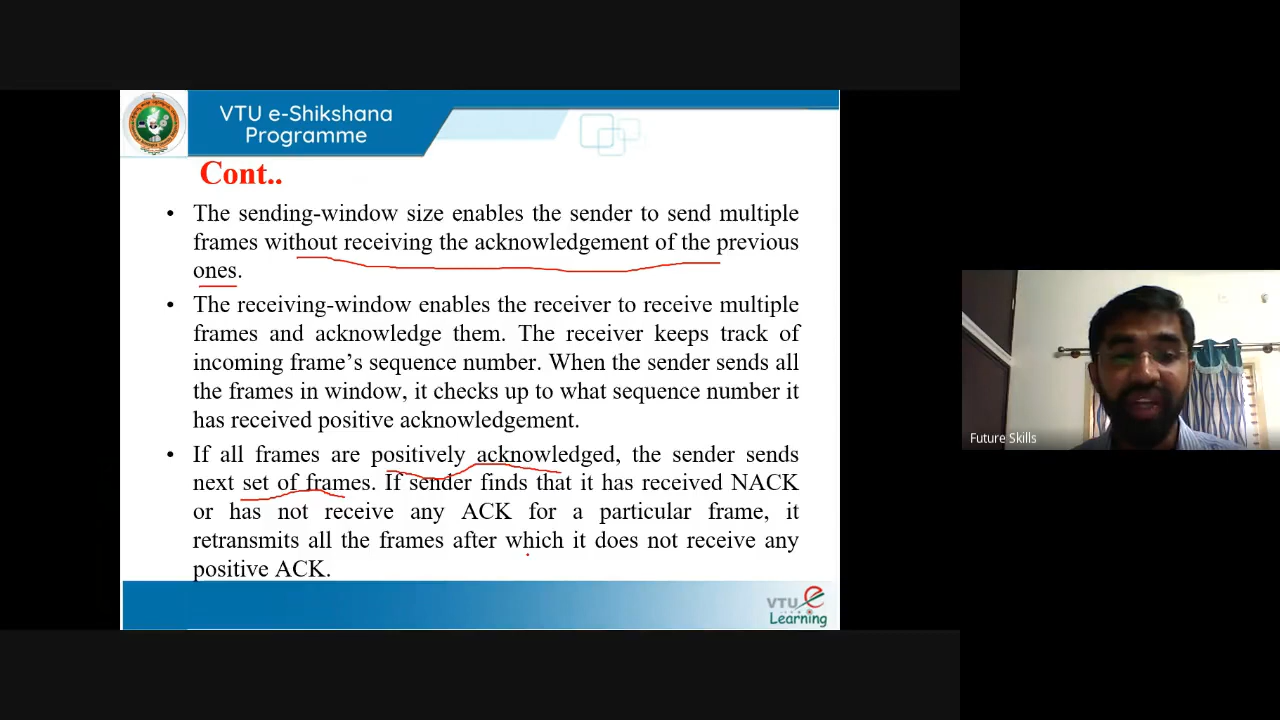 VTU e-Shikshana
Programme
Cont..
• The sending-window size enables the sender to send multiple
frames without receiving the acknowledgement of the previous
ones.
• The receiving-window enables the receiver to receive multiple
frames and acknowledge them. The receiver keeps track of
incoming frame's sequence number. When the sender sends all
the frames in window, it checks up to what sequence number it
has received positive acknowledgement.
• If all frames are positively acknowledged, the sender sends
next set of frames. If sender finds that it has received NACK
or has not receive any ACK for a particular frame, it
retransmits all the frames after which it does not receive any
positive ACK.
VTU e
Learning
Future Skills